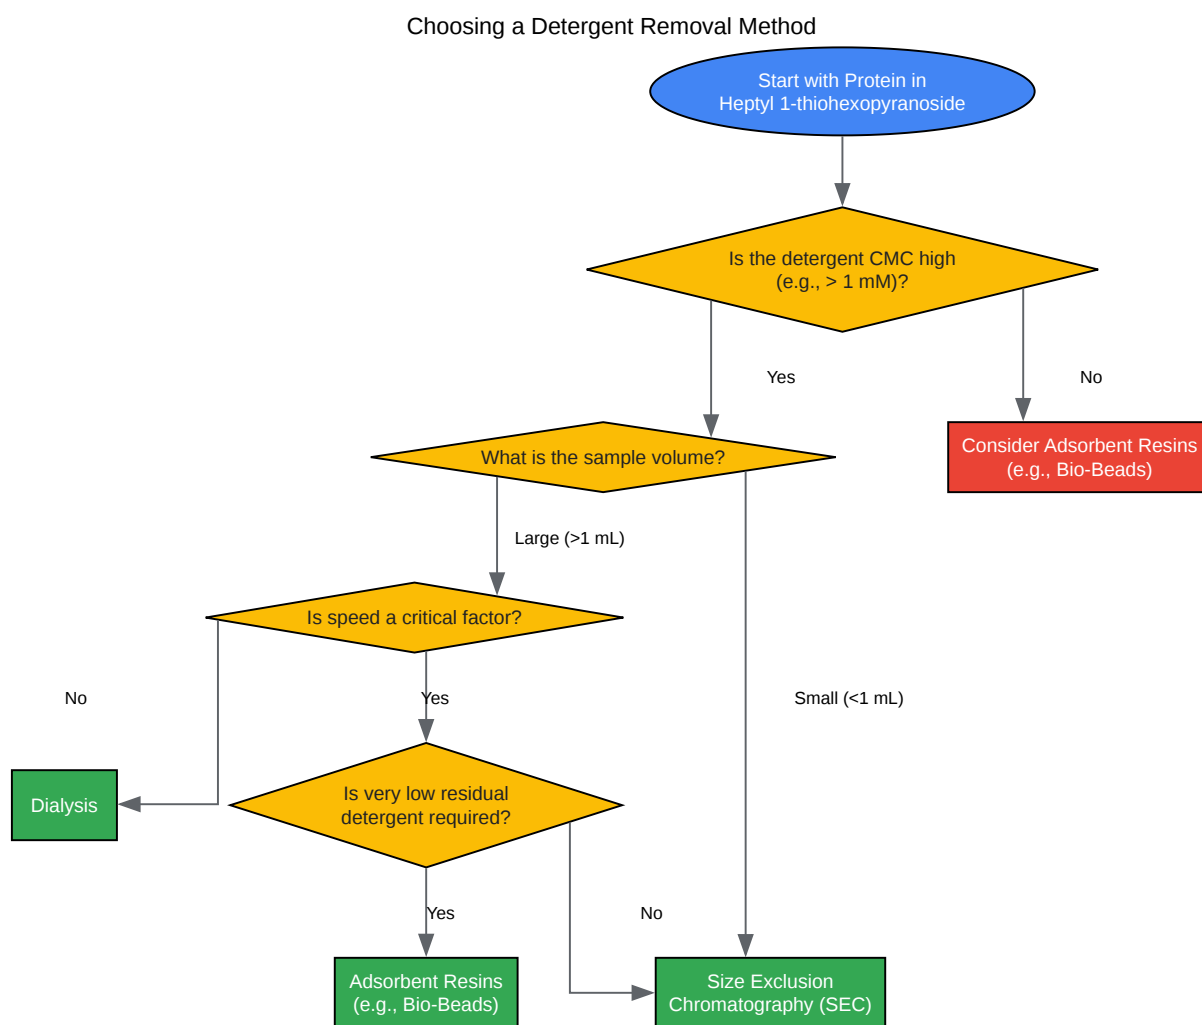 Choosing a Detergent Removal Method
Start with Protein in
Heptyl 1-thiohexopyranoside
Is the detergent CMC high
(e.g., > 1 mM)?
Yes
No
What is the sample volume?
Consider Adsorbent Resins
(e.g., Bio-Beads)
Large (>1 mL)
Is speed a critical factor?
No
Yes
Small (<1 mL)
Dialysis
Is very low residual
detergent required?
Yes
No
Adsorbent Resins
(e.g., Bio-Beads)
Size Exclusion
Chromatography (SEC)